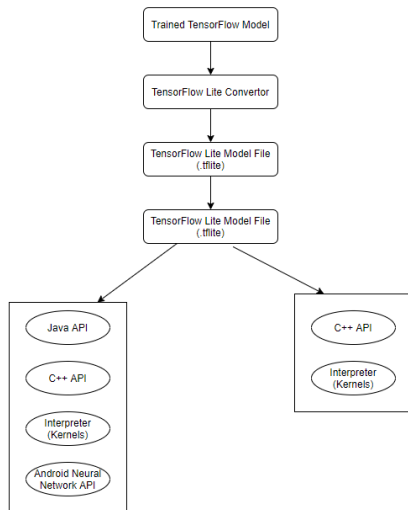 Trained TensorFlow Model
TensorFlow Lite Convertor
TensorFlow Lite Model File
(.tflite)
TensorFlow Lite Model File
(.tflite)
Java API
C++ API
Interpreter
(Kernels)
Android Neural
Network API
C++ API
Interpreter
(Kernels)